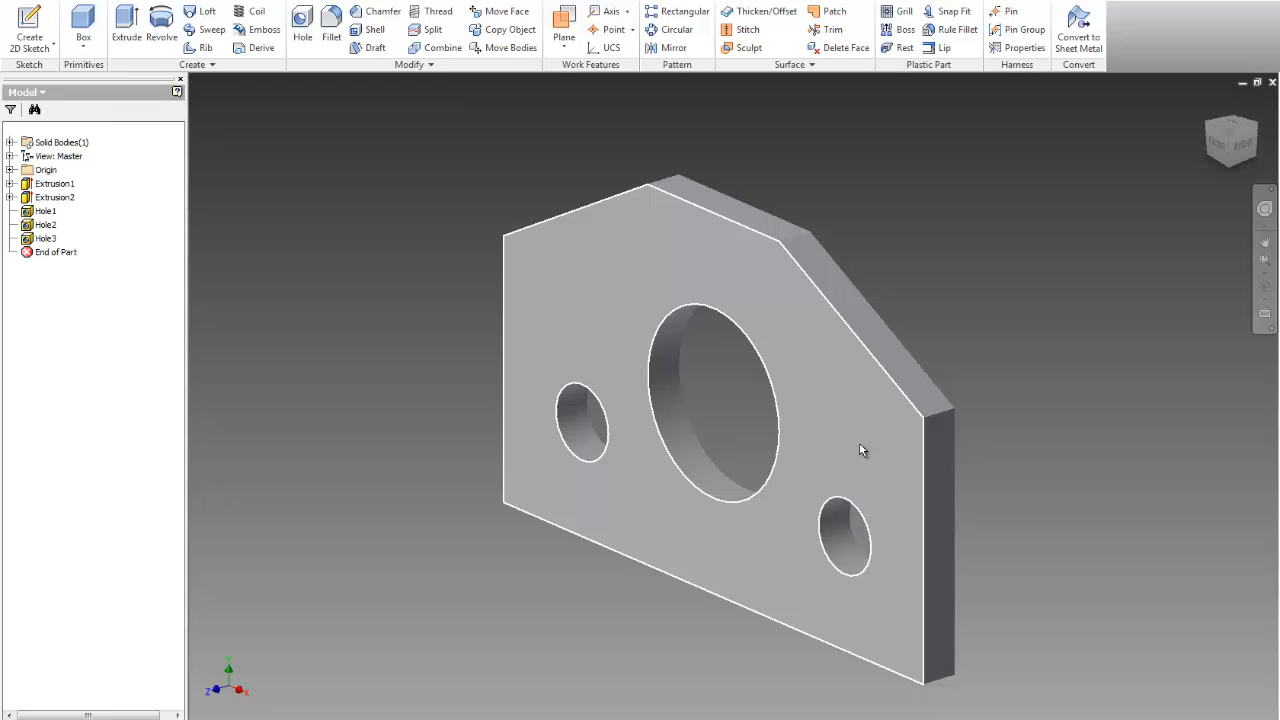 Loft Coil Chamfer Thread Move Face Axis Rectangular Thicken/Offset Patch Grill Snap Fit Pin
Create 2D Sketch Box Extrude Revolve Sweep Emboss Hole Fillet Shell Split Copy Object Plane Point Circular Stitch Trim Boss Rule Fillet Pin Group Convert to Sheet Metal
Rib Derive Draft Combine Move Bodies UCS Mirror Sculpt Delete Face Rest Lip Properties
Sketch Primitives Create Modify Work Features Pattern Surface Plastic Part Harness Convert
Model
Solid Bodies(1)
View: Master
Origin
Extrusion1
Extrusion2
Hole1
Hole2
Hole3
End of Part
RIGHT
Y
Z X